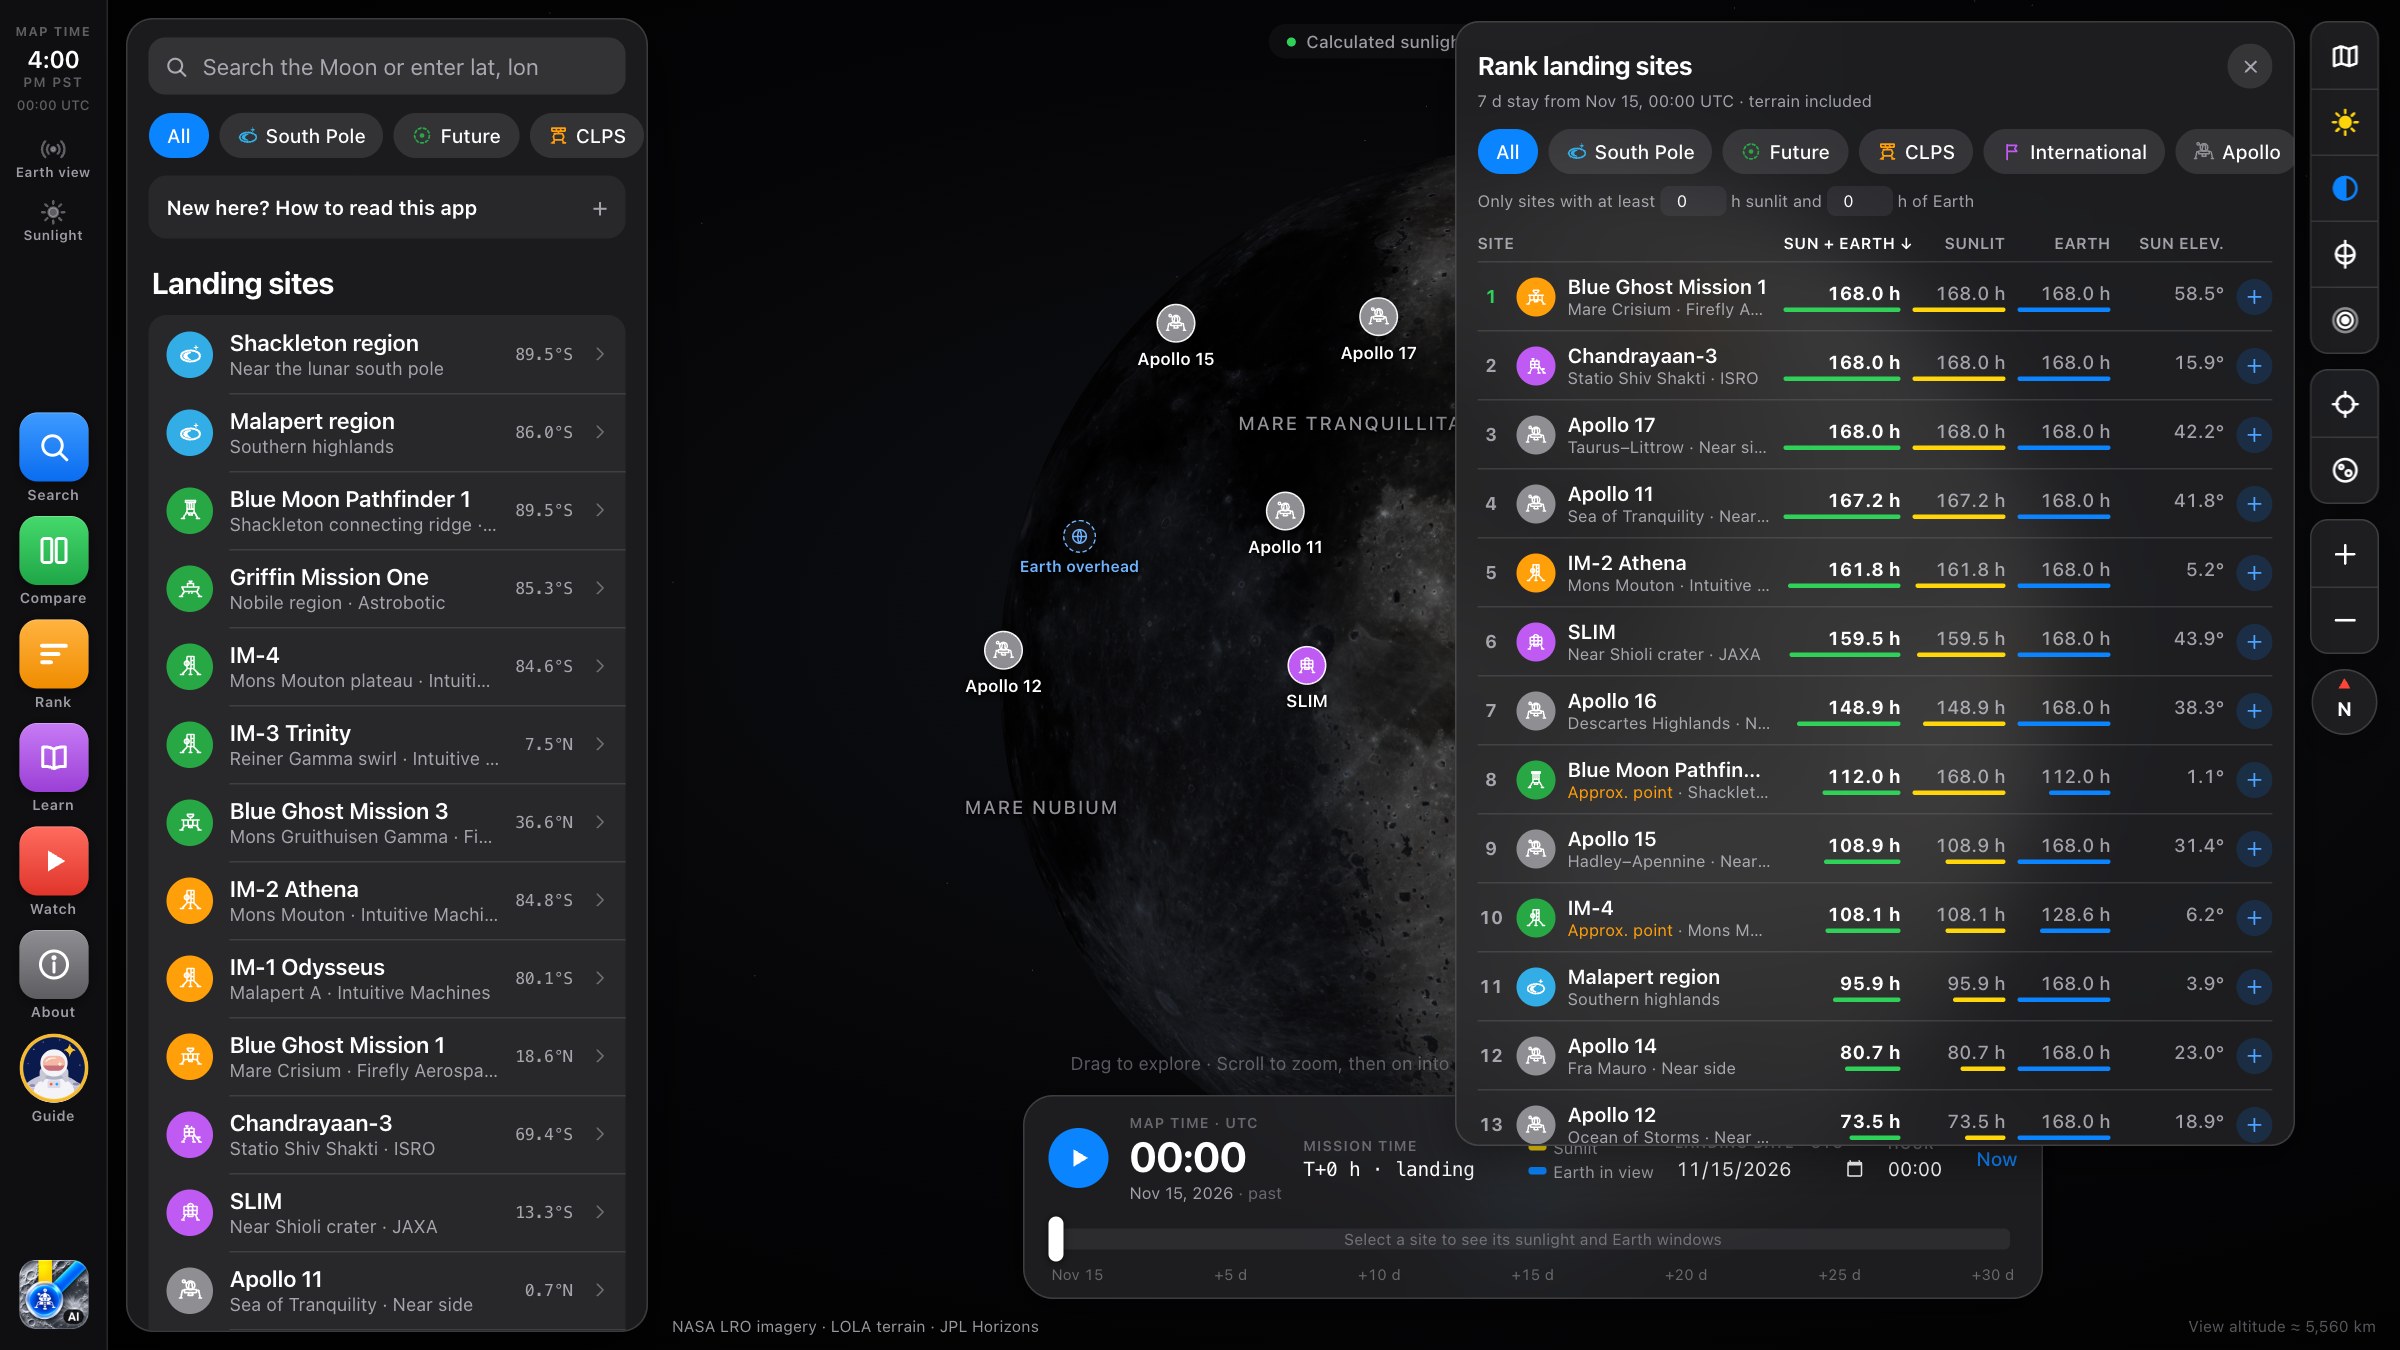 MAP TIME
4:00
PM PST
00:00 UTC
Earth view
Sunlight
Search
Compare
Rank
Learn
Watch
About
Guide
AI
Search the Moon or enter lat, lon
All
South Pole
Future
CLPS
New here? How to read this app
Landing sites
Shackleton region
89.5°S
Near the lunar south pole
Malapert region
86.0°S
Southern highlands
Blue Moon Pathfinder 1
89.5°S
Shackleton connecting ridge ·...
Griffin Mission One
85.3°S
Nobile region · Astrobotic
IM-4
84.6°S
Mons Mouton plateau · Intuiti...
IM-3 Trinity
7.5°N
Reiner Gamma swirl · Intuitive ...
Blue Ghost Mission 3
36.6°N
Mons Gruithuisen Gamma · Fi...
IM-2 Athena
84.8°S
Mons Mouton · Intuitive Machi...
IM-1 Odysseus
80.1°S
Malapert A · Intuitive Machines
Blue Ghost Mission 1
18.6°N
Mare Crisium · Firefly Aerospa...
Chandrayaan-3
69.4°S
Statio Shiv Shakti · ISRO
SLIM
13.3°S
Near Shioli crater · JAXA
Apollo 11
0.7°N
Sea of Tranquility · Near side
Calculated sunligh
Apollo 15
Apollo 17
MARE TRANQUILLITA
Apollo 11
Earth overhead
Apollo 12
SLIM
MARE NUBIUM
Drag to explore · Scroll to zoom, then on into
Rank landing sites
7 d stay from Nov 15, 00:00 UTC · terrain included
All
South Pole
Future
CLPS
International
Apollo
Only sites with at least 0 h sunlit and 0 h of Earth
SITE SUN + EARTH ↓ SUNLIT EARTH SUN ELEV.
1 Blue Ghost Mission 1 168.0 h 168.0 h 168.0 h 58.5°
Mare Crisium · Firefly A...
2 Chandrayaan-3 168.0 h 168.0 h 168.0 h 15.9°
Statio Shiv Shakti · ISRO
3 Apollo 17 168.0 h 168.0 h 168.0 h 42.2°
Taurus–Littrow · Near si...
4 Apollo 11 167.2 h 167.2 h 168.0 h 41.8°
Sea of Tranquility · Near...
5 IM-2 Athena 161.8 h 161.8 h 168.0 h 5.2°
Mons Mouton · Intuitive ...
6 SLIM 159.5 h 159.5 h 168.0 h 43.9°
Near Shioli crater · JAXA
7 Apollo 16 148.9 h 148.9 h 168.0 h 38.3°
Descartes Highlands · N...
8 Blue Moon Pathfin... 112.0 h 168.0 h 112.0 h 1.1°
Approx. point · Shacklet...
9 Apollo 15 108.9 h 108.9 h 168.0 h 31.4°
Hadley–Apennine · Near...
10 IM-4 108.1 h 108.1 h 128.6 h 6.2°
Approx. point · Mons M...
11 Malapert region 95.9 h 95.9 h 168.0 h 3.9°
Southern highlands
12 Apollo 14 80.7 h 80.7 h 168.0 h 23.0°
Fra Mauro · Near side
13 Apollo 12 73.5 h 73.5 h 168.0 h 18.9°
Ocean of Storms · Near ...
N
MAP TIME · UTC
00:00
Nov 15, 2026 · past
MISSION TIME
T+0 h · landing
Sunlit
Earth in view
11/15/2026
00:00
Now
Select a site to see its sunlight and Earth windows
Nov 15 +5 d +10 d +15 d +20 d +25 d +30 d
NASA LRO imagery · LOLA terrain · JPL Horizons
View altitude ≈ 5,560 km